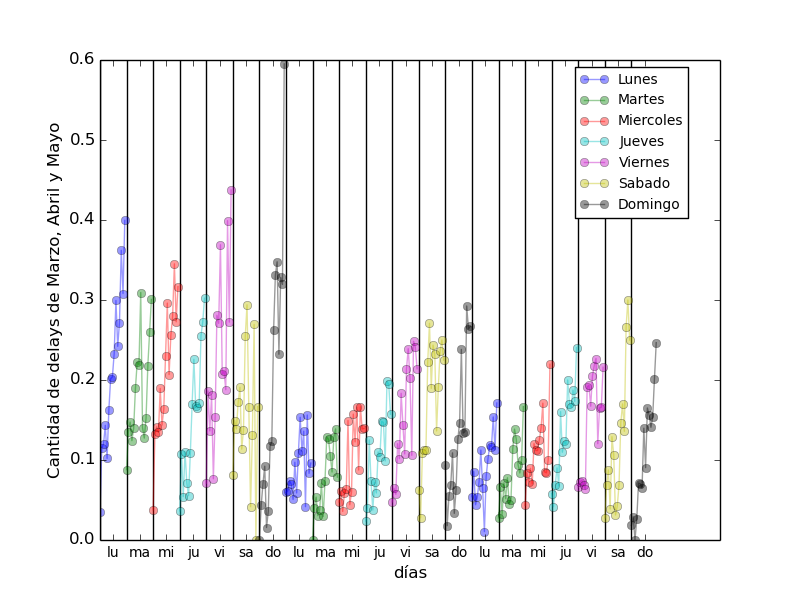 0.6
0.5
0.4
0.3
0.2
0.1
0.0
Cantidad de delays de Marzo, Abril y Mayo
Lunes
Martes
Miercoles
Jueves
Viernes
Sabado
Domingo
lu ma mi ju vi sa do lu ma mi ju vi sa do lu ma mi ju vi sa do
días